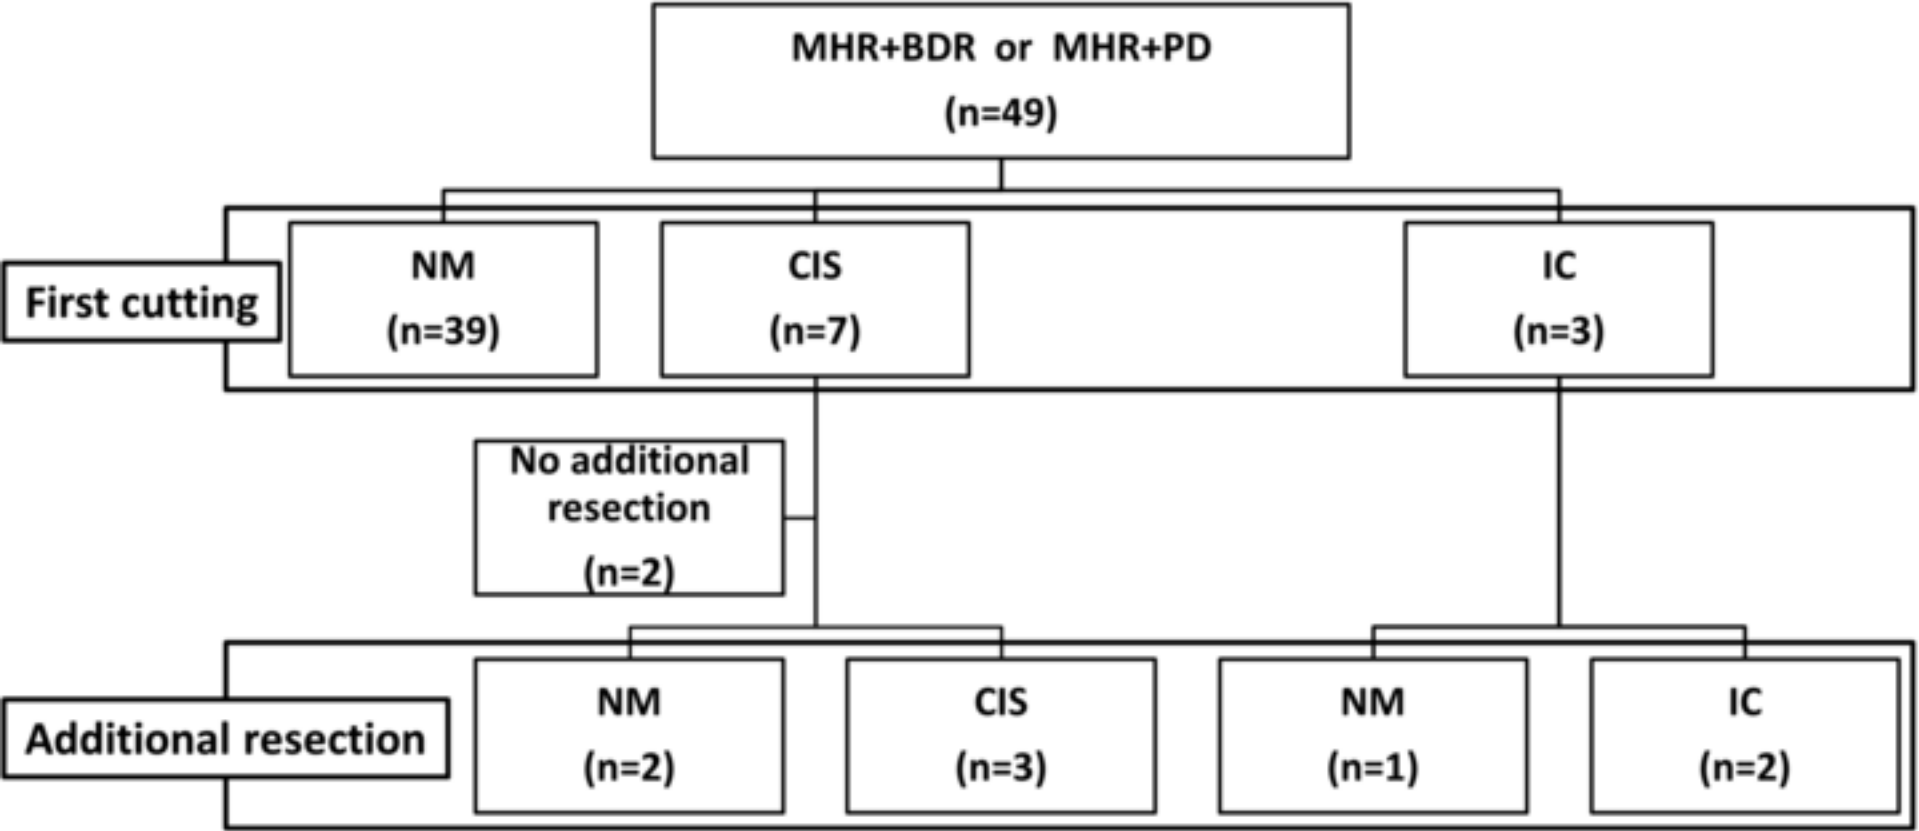 MHR+BDR or MHR+PD
(n=49)
First cutting
NM
(n=39)
CIS
(n=7)
IC
(n=3)
No additional
resection
(n=2)
Additional resection
NM
(n=2)
CIS
(n=3)
NM
(n=1)
IC
(n=2)